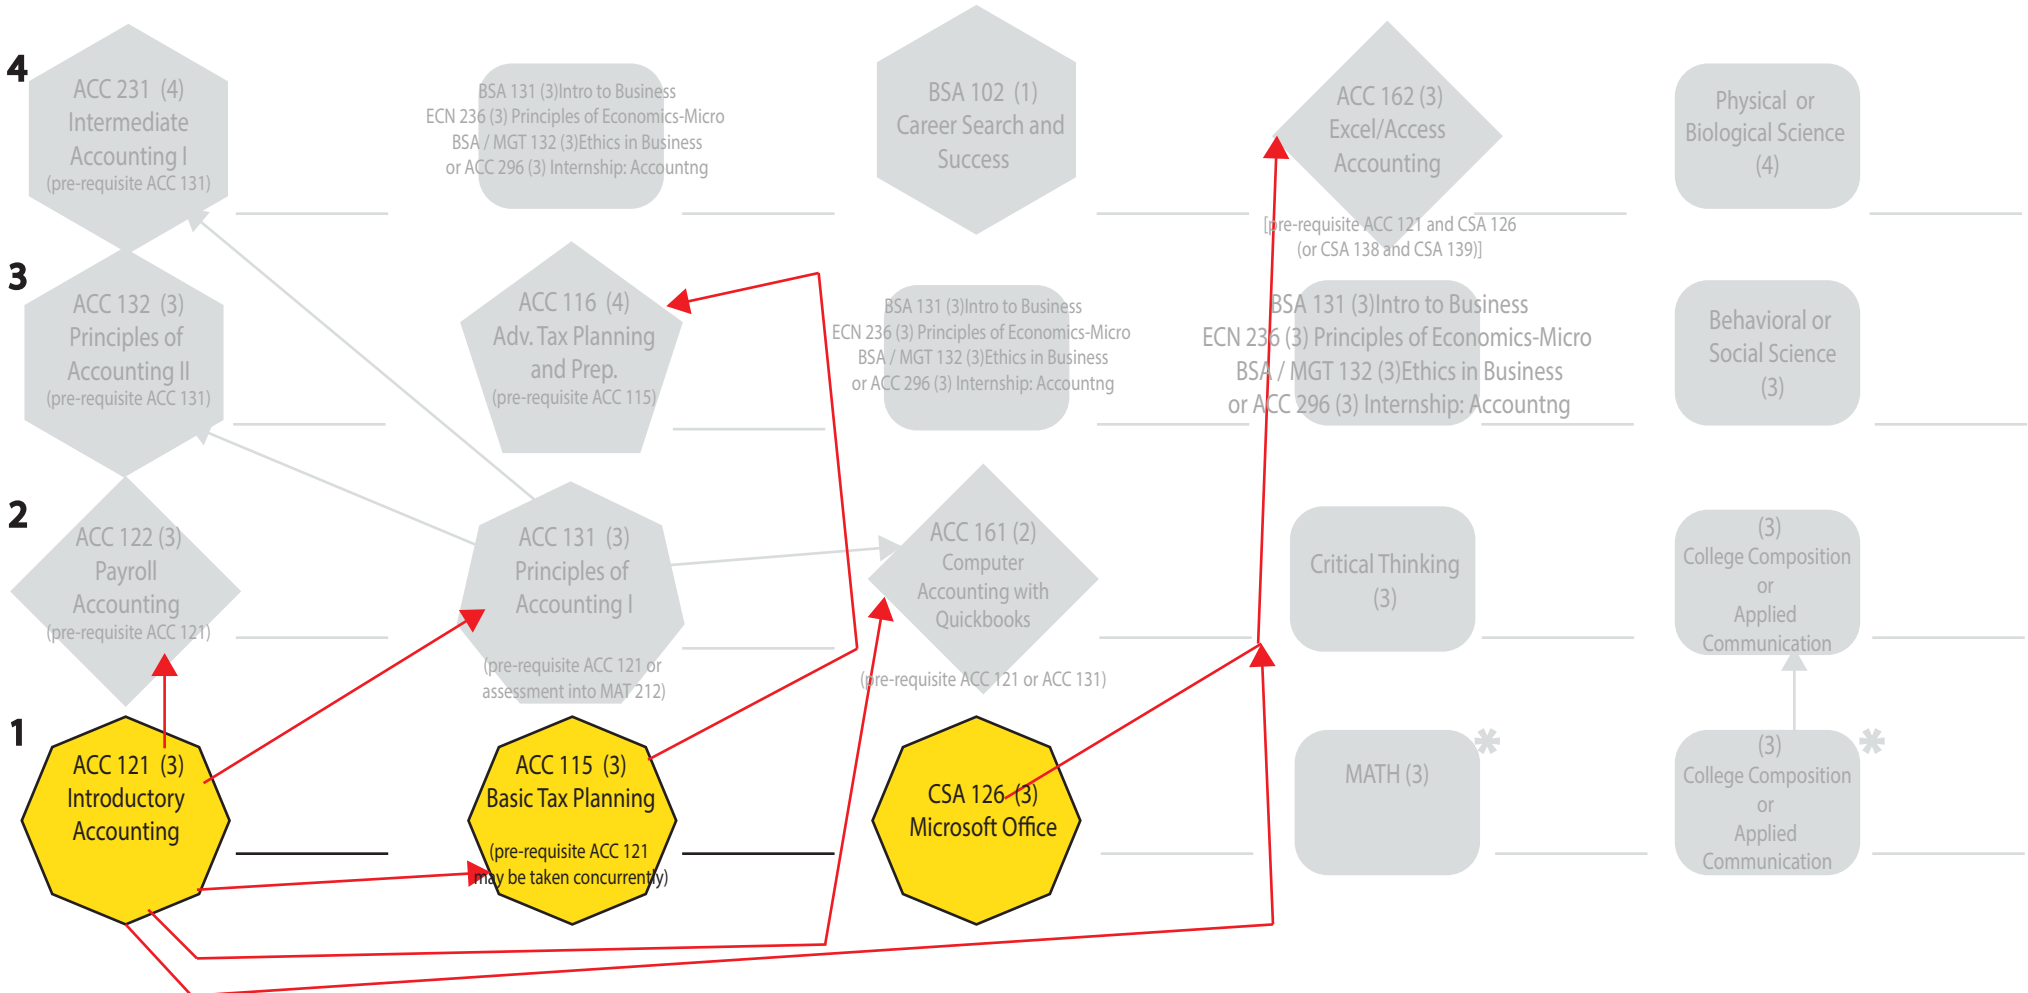 4
ACC 231  (4)
Intermediate
Accounting I
(pre-requisite ACC 131)
BSA 131 (3)Intro to Business
ECN 236 (3) Principles of Economics-Micro
BSA / MGT 132 (3)Ethics in Business
or ACC 296 (3) Internship: Accountng
BSA 102  (1)
Career Search and
Success
ACC 162 (3)
Excel/Access
Accounting
[pre-requisite ACC 121 and CSA 126
(or CSA 138 and CSA 139)]
Physical  or
Biological Science
(4)
3
ACC 132  (3)
Principles of
Accounting II
(pre-requisite ACC 131)
ACC 116  (4)
Adv. Tax Planning
and Prep.
(pre-requisite ACC 115)
BSA 131 (3)Intro to Business
ECN 236 (3) Principles of Economics-Micro
BSA / MGT 132 (3)Ethics in Business
or ACC 296 (3) Internship: Accountng
BSA 131 (3)Intro to Business
ECN 236 (3) Principles of Economics-Micro
BSA / MGT 132 (3)Ethics in Business
or ACC 296 (3) Internship: Accountng
Behavioral or
Social Science
(3)
2
ACC 122 (3)
Payroll
Accounting
(pre-requisite ACC 121)
ACC 131  (3)
Principles of
Accounting I
(pre-requisite ACC 121 or
assessment into MAT 212)
ACC 161 (2)
Computer
Accounting with
Quickbooks
(pre-requisite ACC 121 or ACC 131)
Critical Thinking
(3)
(3)
College Composition
or
Applied
Communication
1
ACC 121  (3)
Introductory
Accounting
ACC 115  (3)
Basic Tax Planning
(pre-requisite ACC 121
may be taken concurrently)
CSA 126  (3)
Microsoft Office
MATH (3)
*
(3)
College Composition
or
Applied
Communication
*